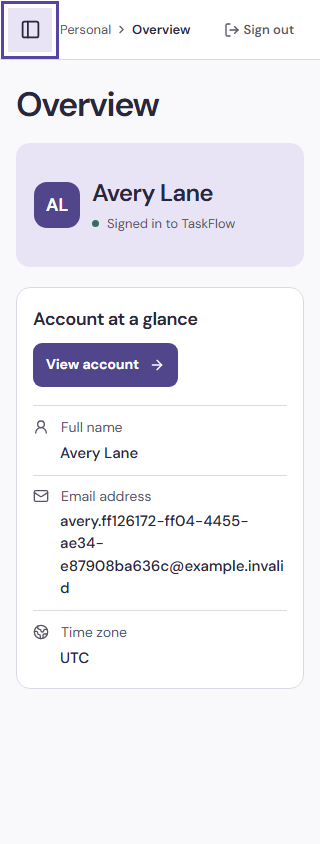 Personal > Overview Sign out
Overview
AL
Avery Lane
Signed in to TaskFlow
Account at a glance
View account →
Full name
Avery Lane
Email address
avery.ff126172-ff04-4455-
ae34-
e87908ba636c@example.invali
d
Time zone
UTC